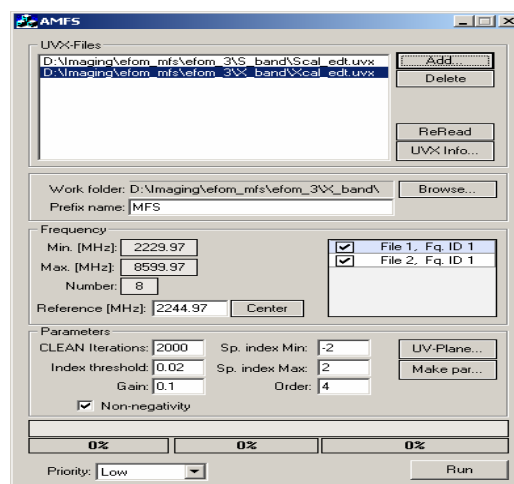 AMFS
UVX-Files
D:\Imaging\efom_mfs\efom_3\S_band\Scal_edt.uvx
D:\Imaging\efom_mfs\efom_3\X_band\Xcal_edt.uvx
Add...
Delete
ReRead
UVX Info...
Work folder: D:\Imaging\efom_mfs\efom_3\X_band\ Browse...
Prefix name: MFS
Frequency
Min. [MHz]: 2229.97
Max. [MHz]: 8599.97
Number: 8
Reference [MHz]: 2244.97 Center
File 1, Fq. ID 1
File 2, Fq. ID 1
Parameters
CLEAN Iterations: 2000 Sp. index Min: -2 UV-Plane...
Index threshold: 0.02 Sp. index Max: 2 Make par...
Gain: 0.1 Order: 4
Non-negativity
0% 0% 0%
Priority: Low Run